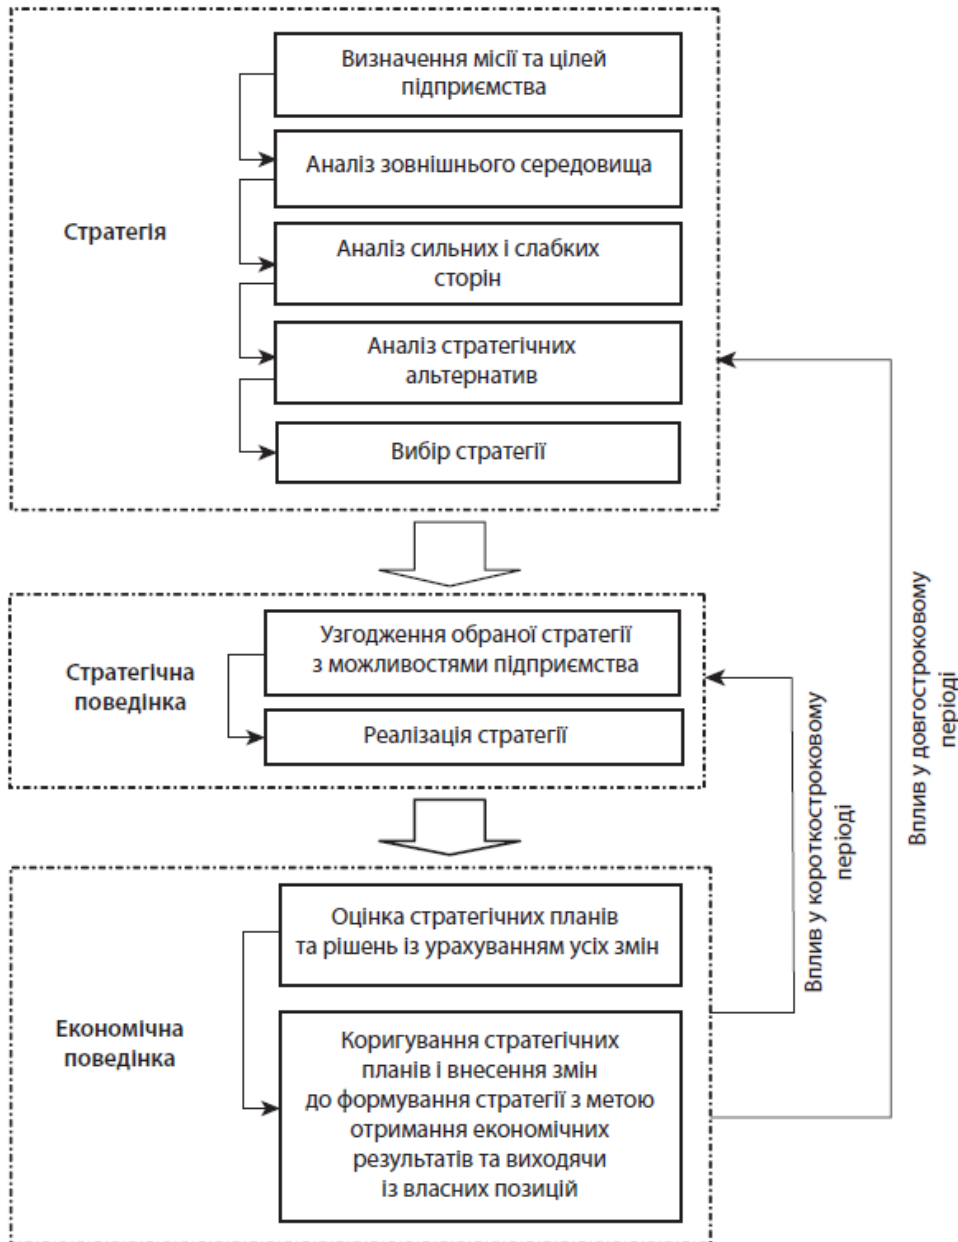 Визначення місії та цілей
підприємства
Аналіз зовнішнього середовища
Стратегія
Аналіз сильних і слабких
сторін
Аналіз стратегічних
альтернатив
Вибір стратегії
Узгодження обраної стратегії
з можливостями підприємства
Стратегічна
поведінка
Реалізація стратегії
Оцінка стратегічних планів
та рішень із урахуванням усіх змін
Економічна
поведінка
Коригування стратегічних
планів і внесення змін
до формування стратегії з метою
отримання економічних
результатів та виходячи
із власних позицій
Вплив у короткостроковому
періоді
Вплив у довгостроковому
періоді